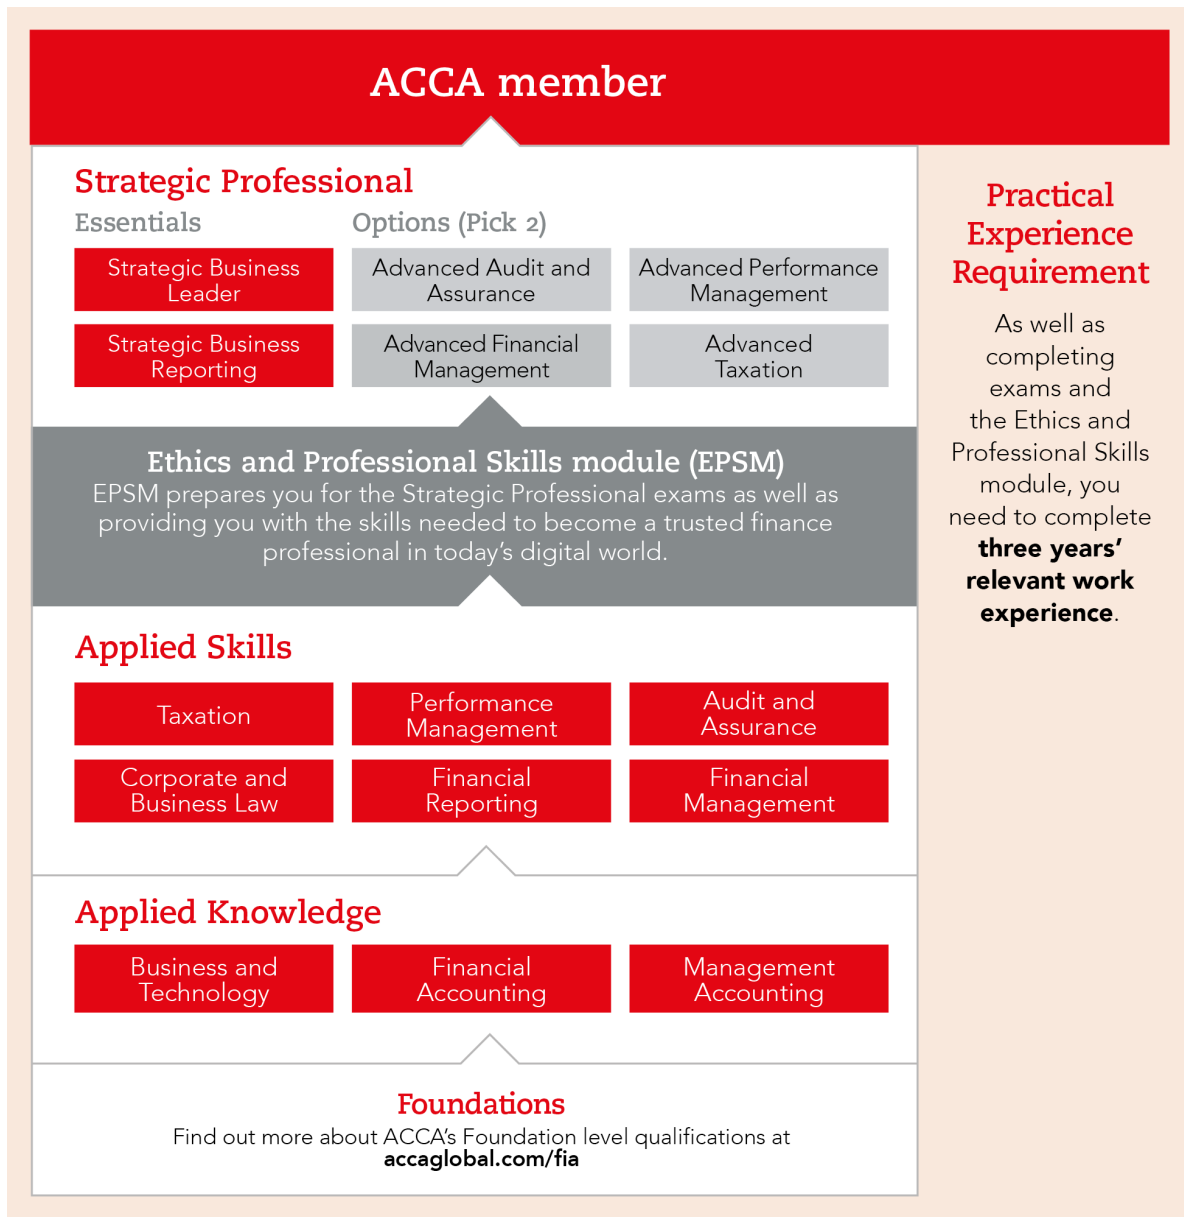 ACCA member
Strategic Professional
Essentials
Options (Pick 2)
Strategic Business
Leader
Advanced Audit and
Assurance
Advanced Performance
Management
Strategic Business
Reporting
Advanced Financial
Management
Advanced
Taxation
Ethics and Professional Skills module (EPSM)
EPSM prepares you for the Strategic Professional exams as well as
providing you with the skills needed to become a trusted finance
professional in today’s digital world.
Applied Skills
Taxation
Performance
Management
Audit and
Assurance
Corporate and
Business Law
Financial
Reporting
Financial
Management
Applied Knowledge
Business and
Technology
Financial
Accounting
Management
Accounting
Foundations
Find out more about ACCA’s Foundation level qualifications at
accaglobal.com/fia
Practical
Experience
Requirement
As well as
completing
exams and
the Ethics and
Professional Skills
module, you
need to complete
three years’
relevant work
experience.